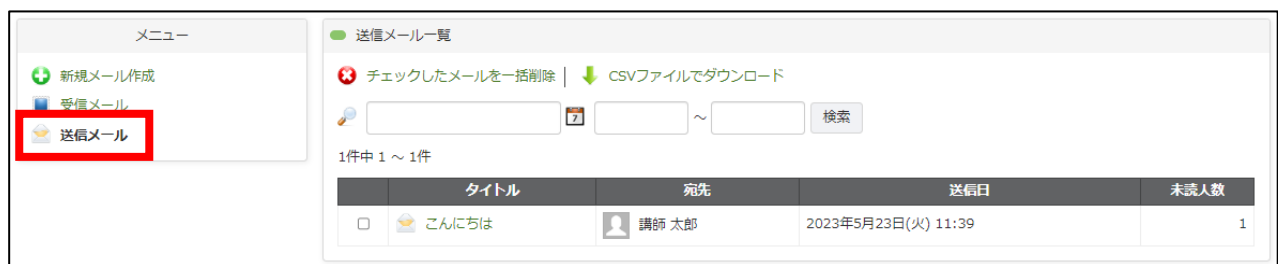 メニュー
新規メール作成
受信メール
送信メール
送信メール一覧
チェックしたメールを一括削除 | CSVファイルでダウンロード
7 ～ 検索
1件中 1 ～ 1件
タイトル 宛先 送信日 未読人数
こんにちは 講師 太郎 2023年5月23日(火) 11:39 1